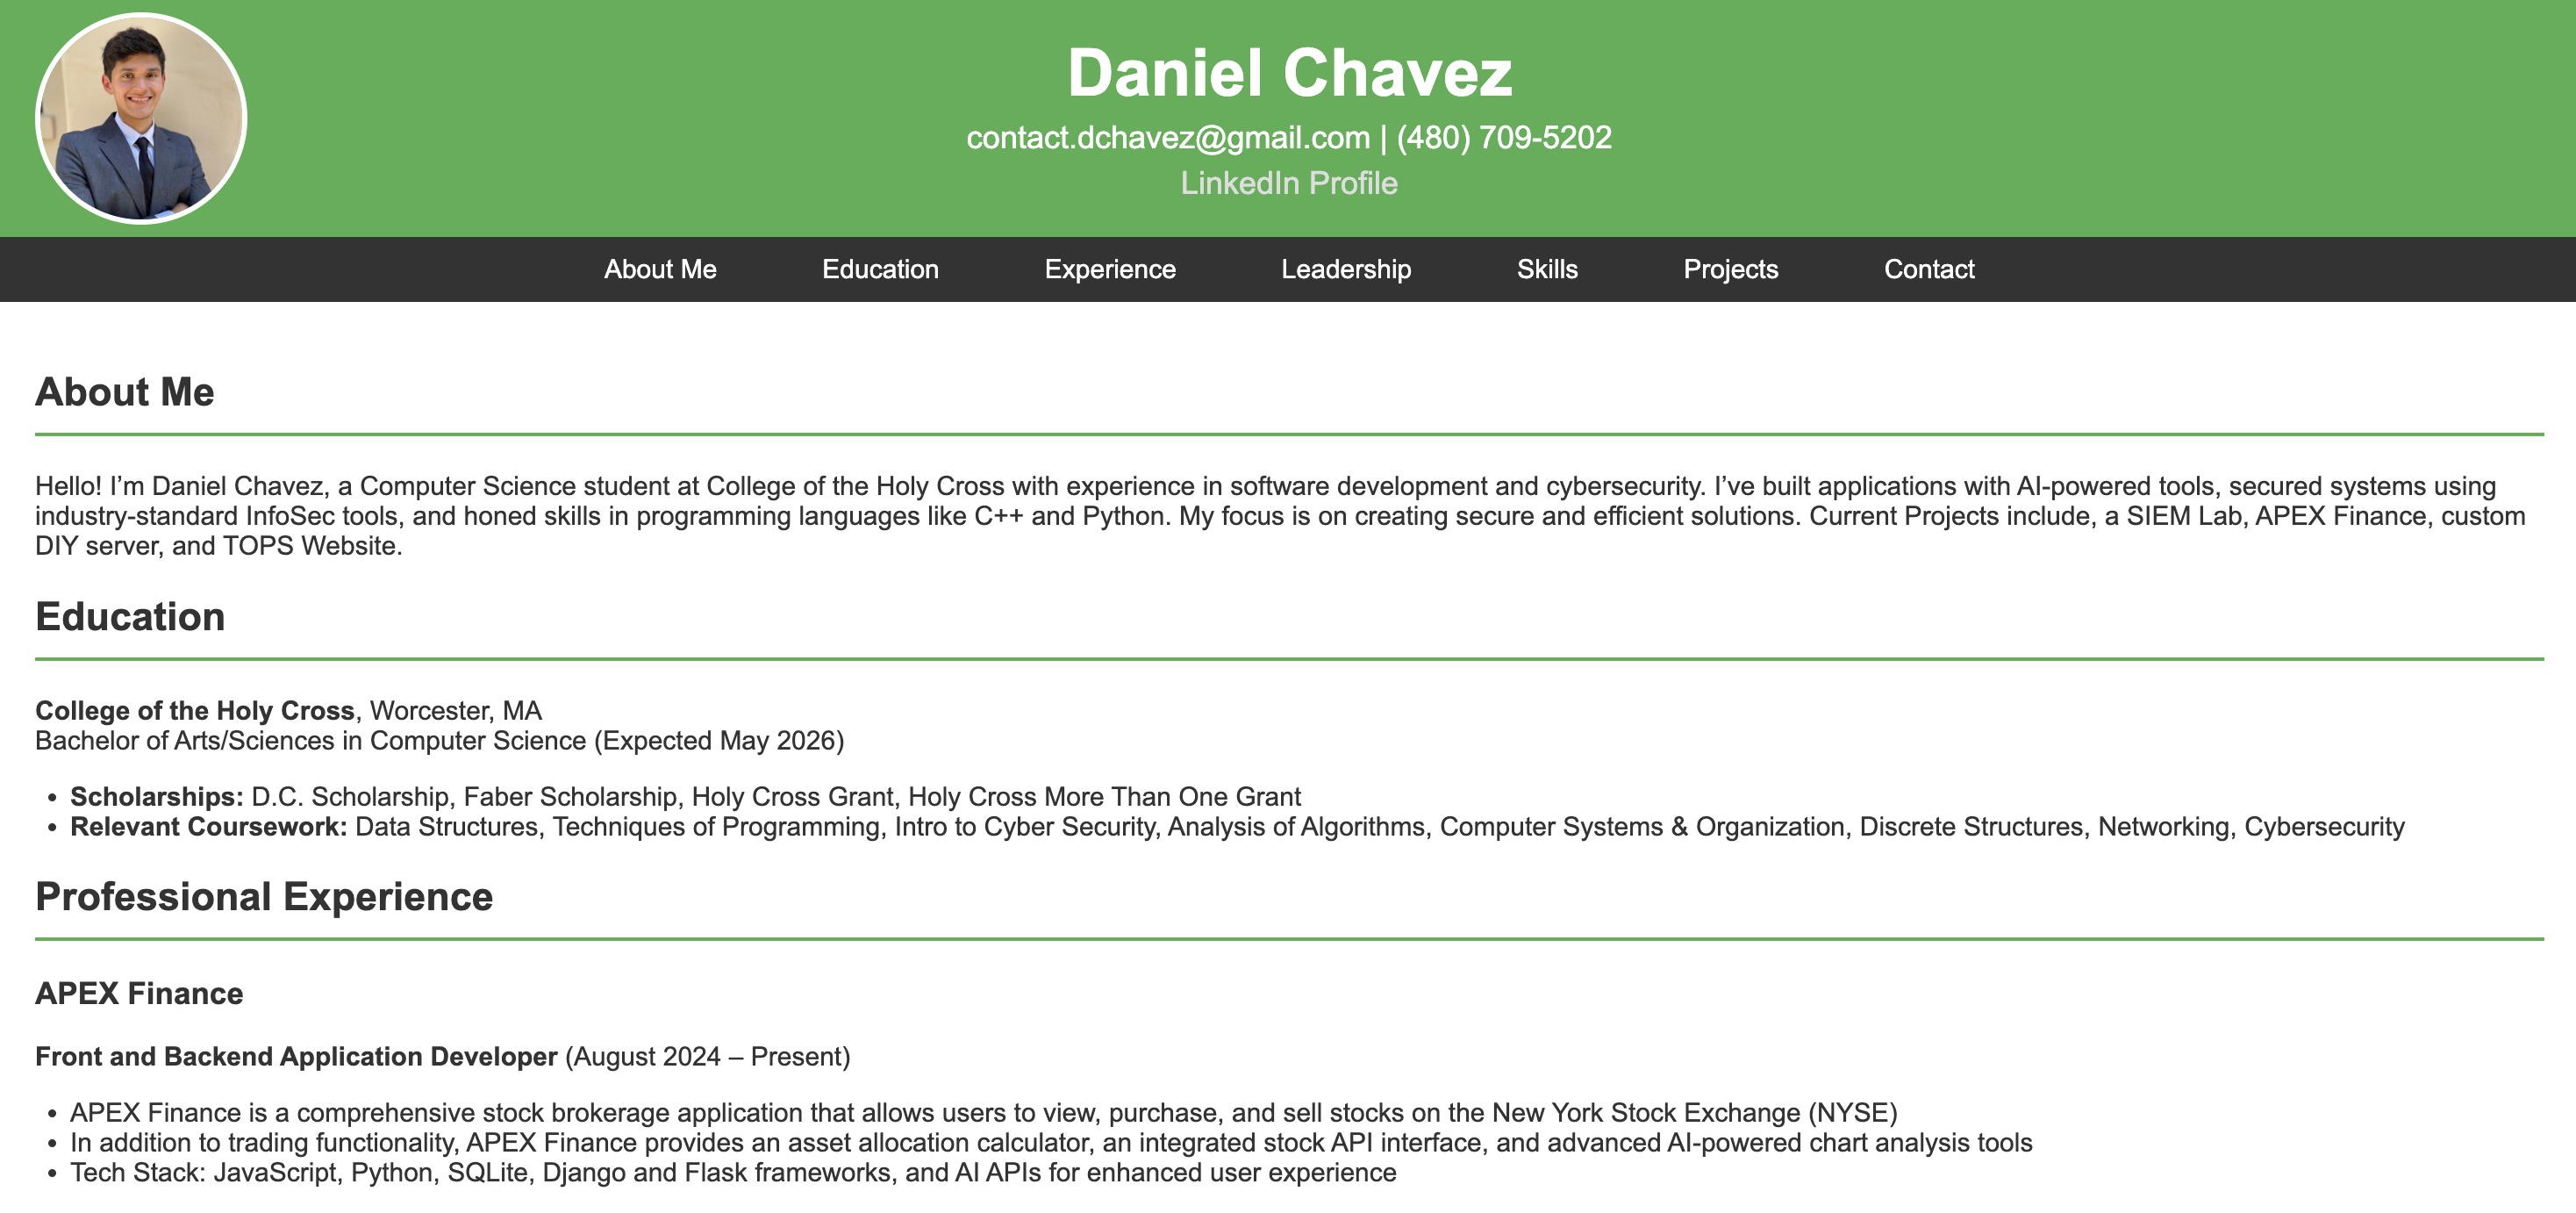 Daniel Chavez
contact.dchavez@gmail.com | (480) 709-5202
LinkedIn Profile
About Me Education Experience Leadership Skills Projects Contact
About Me
Hello! I’m Daniel Chavez, a Computer Science student at College of the Holy Cross with experience in software development and cybersecurity. I’ve built applications with AI-powered tools, secured systems using
industry-standard InfoSec tools, and honed skills in programming languages like C++ and Python. My focus is on creating secure and efficient solutions. Current Projects include, a SIEM Lab, APEX Finance, custom
DIY server, and TOPS Website.
Education
College of the Holy Cross, Worcester, MA
Bachelor of Arts/Sciences in Computer Science (Expected May 2026)
• Scholarships: D.C. Scholarship, Faber Scholarship, Holy Cross Grant, Holy Cross More Than One Grant
• Relevant Coursework: Data Structures, Techniques of Programming, Intro to Cyber Security, Analysis of Algorithms, Computer Systems & Organization, Discrete Structures, Networking, Cybersecurity
Professional Experience
APEX Finance
Front and Backend Application Developer (August 2024 – Present)
• APEX Finance is a comprehensive stock brokerage application that allows users to view, purchase, and sell stocks on the New York Stock Exchange (NYSE)
• In addition to trading functionality, APEX Finance provides an asset allocation calculator, an integrated stock API interface, and advanced AI-powered chart analysis tools
• Tech Stack: JavaScript, Python, SQLite, Django and Flask frameworks, and AI APIs for enhanced user experience